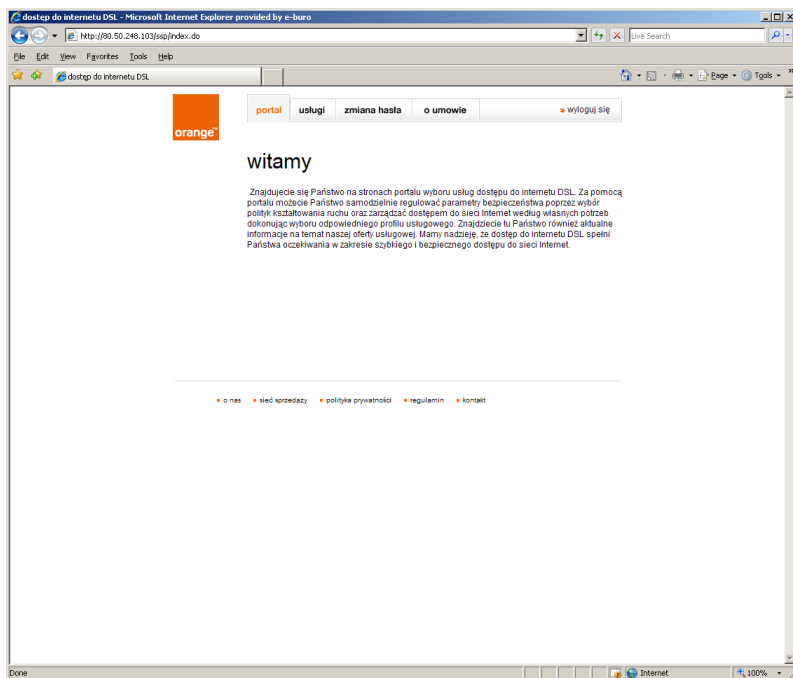 dostęp do internetu DSL - Microsoft Internet Explorer provided by e-buro
http://80.50.248.103/ssp/index.do
Live Search
File Edit View Favorites Tools Help
dostęp do internetu DSL
Page Tools »
orange™
portal usługi zmiana hasła o umowie wyloguj się
witamy
Znajdujecie się Państwo na stronach portalu wyboru usług dostępu do internetu DSL. Za pomocą
portalu możecie Państwo samodzielnie regulować parametry bezpieczeństwa poprzez wybór
polityk kształtowania ruchu oraz zarządzać dostępem do sieci Internet według własnych potrzeb
dokonując wyboru odpowiedniego profilu usługowego. Znajdziecie tu Państwo również aktualne
informacje na temat naszej oferty usługowej. Mamy nadzieję, że dostęp do internetu DSL spełni
Państwa oczekiwania w zakresie szybkiego i bezpiecznego dostępu do sieci Internet.
o nas sieć sprzedaży polityka prywatności regulamin kontakt
Done Internet 100%